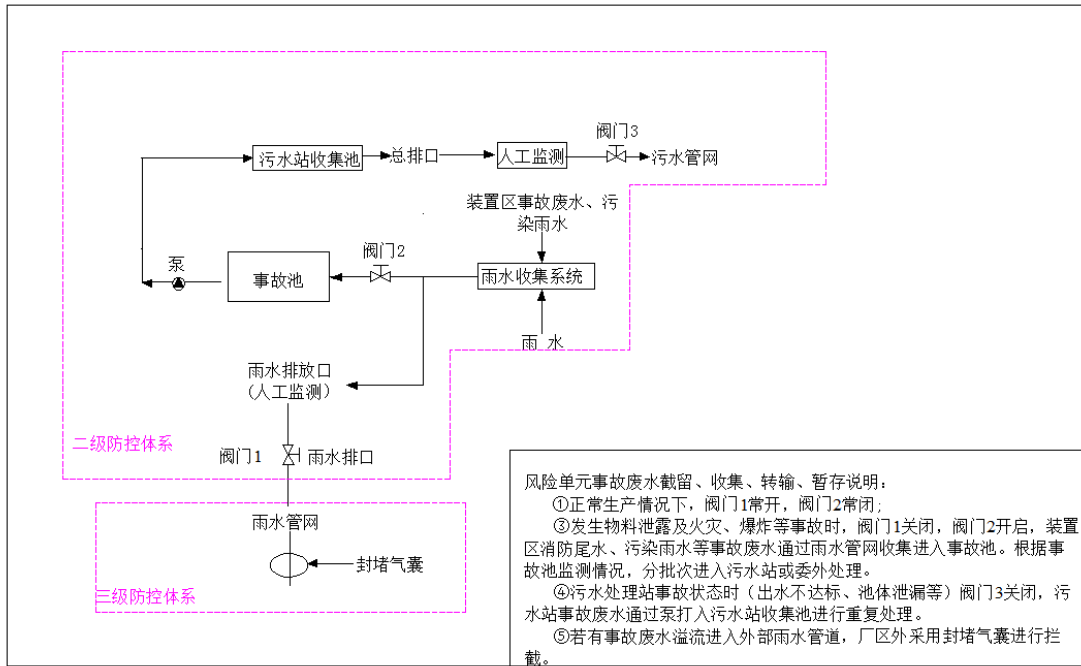 阀门3
污水站收集池
总排口
人工监测
污水管网
装置区事故废水、污
染雨水
阀门2
泵
事故池
雨水收集系统
雨 水
雨水排放口
(人工监测)
二级防控体系
阀门1
雨水排口
雨水管网
封堵气囊
三级防控体系
风险单元事故废水截留、收集、转输、暂存说明：
①正常生产情况下，阀门1常开，阀门2常闭;
③发生物料泄露及火灾、爆炸等事故时，阀门1关闭，阀门2开启，装置
区消防尾水、污染雨水等事故废水通过雨水管网收集进入事故池。根据事
故池监测情况，分批次进入污水站或委外处理。
④污水处理站事故状态时（出水不达标、池体泄漏等）阀门3关闭，污
水站事故废水通过泵打入污水站收集池进行重复处理。
⑤若有事故废水溢流进入外部雨水管道，厂区外采用封堵气囊进行拦
截。